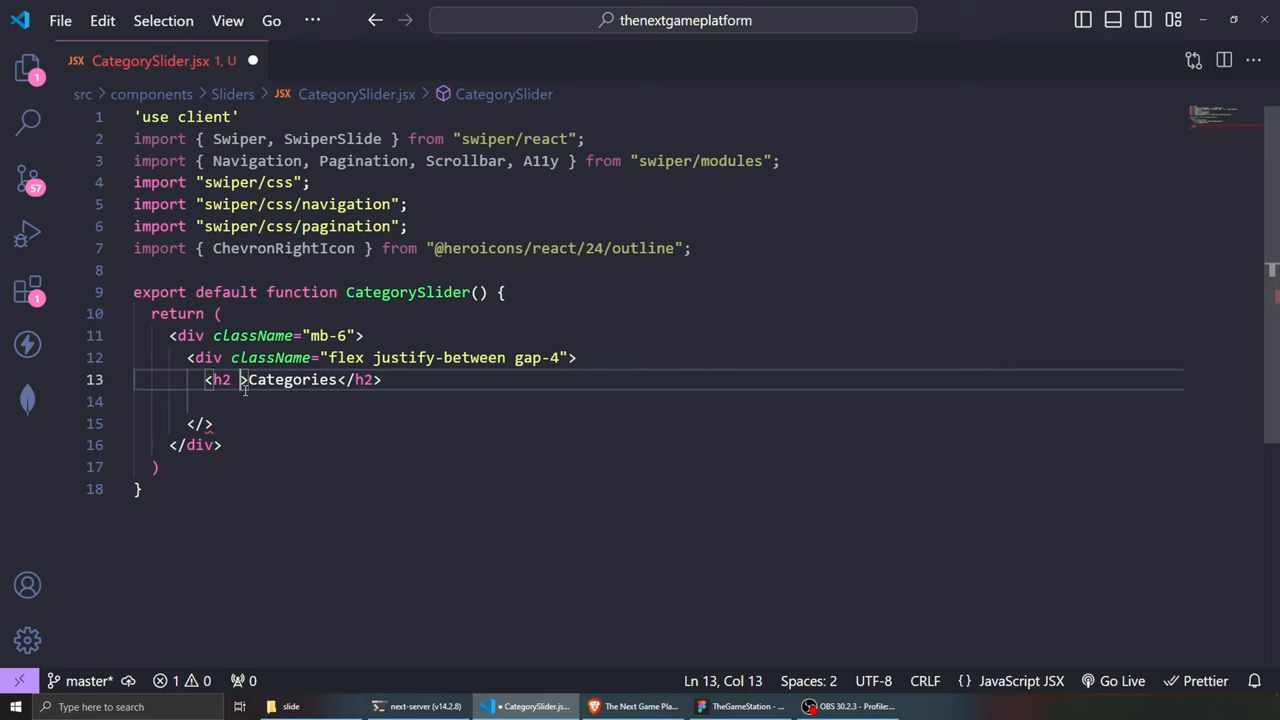 File Edit Selection View Go ··· thenextgameplatform
JSX CategorySlider.jsx 1, U
src > components > Sliders > JSX CategorySlider.jsx > CategorySlider
1 'use client'
2 import { Swiper, SwiperSlide } from "swiper/react";
3 import { Navigation, Pagination, Scrollbar, A11y } from "swiper/modules";
4 import "swiper/css";
5 import "swiper/css/navigation";
6 import "swiper/css/pagination";
7 import { ChevronRightIcon } from "@heroicons/react/24/outline";
8
9 export default function CategorySlider() {
10 return (
11 <div className="mb-6">
12 <div className="flex justify-between gap-4">
13 <h2 >Categories</h2>
14
15 </>
16 </div>
17 )
18 }
1
57
1
master* 1 0 0 Ln 13, Col 13 Spaces: 2 UTF-8 CRLF {} JavaScript JSX Go Live Prettier
Type here to search slide next-server (v14.2.8) • CategorySlider.js... The Next Game Pla... TheGameStation - ... OBS 30.2.3 - Profile:...